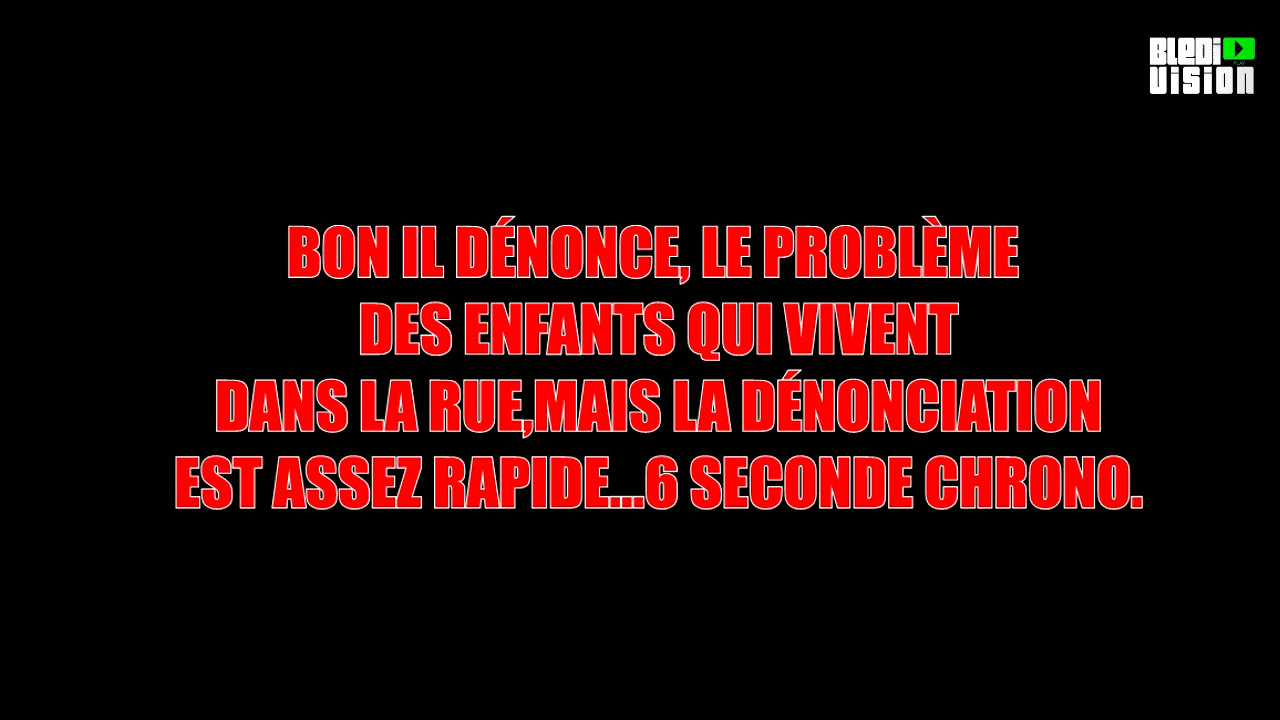 BLEDI
PLAY
VISION
BON IL DÉNONCE, LE PROBLÈME
DES ENFANTS QUI VIVENT
DANS LA RUE,MAIS LA DÉNONCIATION
EST ASSEZ RAPIDE...6 SECONDE CHRONO.